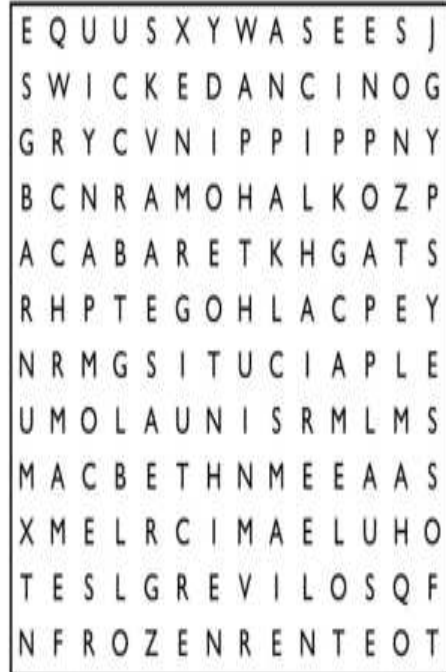 E Q U U S X Y W A S E E S J
S W I C K E D A N C I N O G
G R Y C V N I P P I P P N Y
B C N R A M O H A L K O Z P
A C A B A R E T K H G A T S
R H P T E G O H L A C P E Y
N R M G S I T U C I A P L E
U M O L A U N I S R M L M S
M A C B E T H N M E E A A S
X M E L R C I M A E L U H O
T E S L G R E V I L O S Q F
N F R O Z E N R E N T E O T